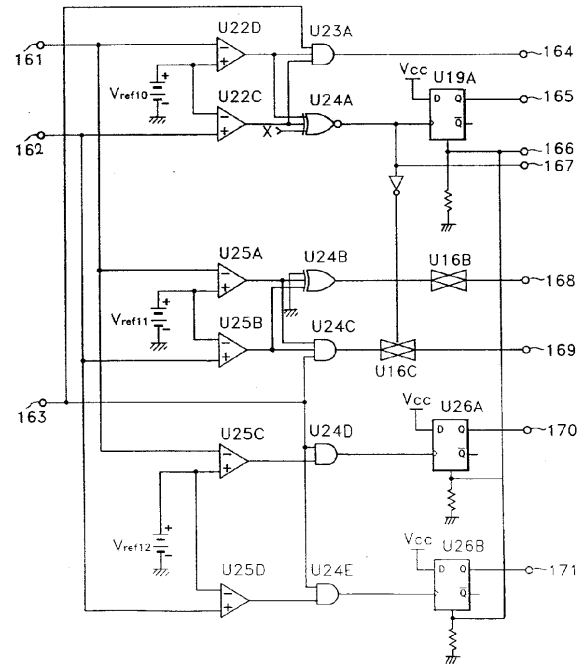 U22D
U23A
161
164
Vref10
+
−
U22C
U24A
Vcc
U19A
D Q
Q̅
165
162
X
166
167
U25A
U24B
U16B
168
Vref11
+
−
U25B
U24C
U16C
169
163
Vcc
U26A
D Q
Q̅
170
U25C
U24D
Vref12
+
−
Vcc
U26B
D Q
Q̅
171
U25D
U24E
− +
− +
− +
− +
− +
− +